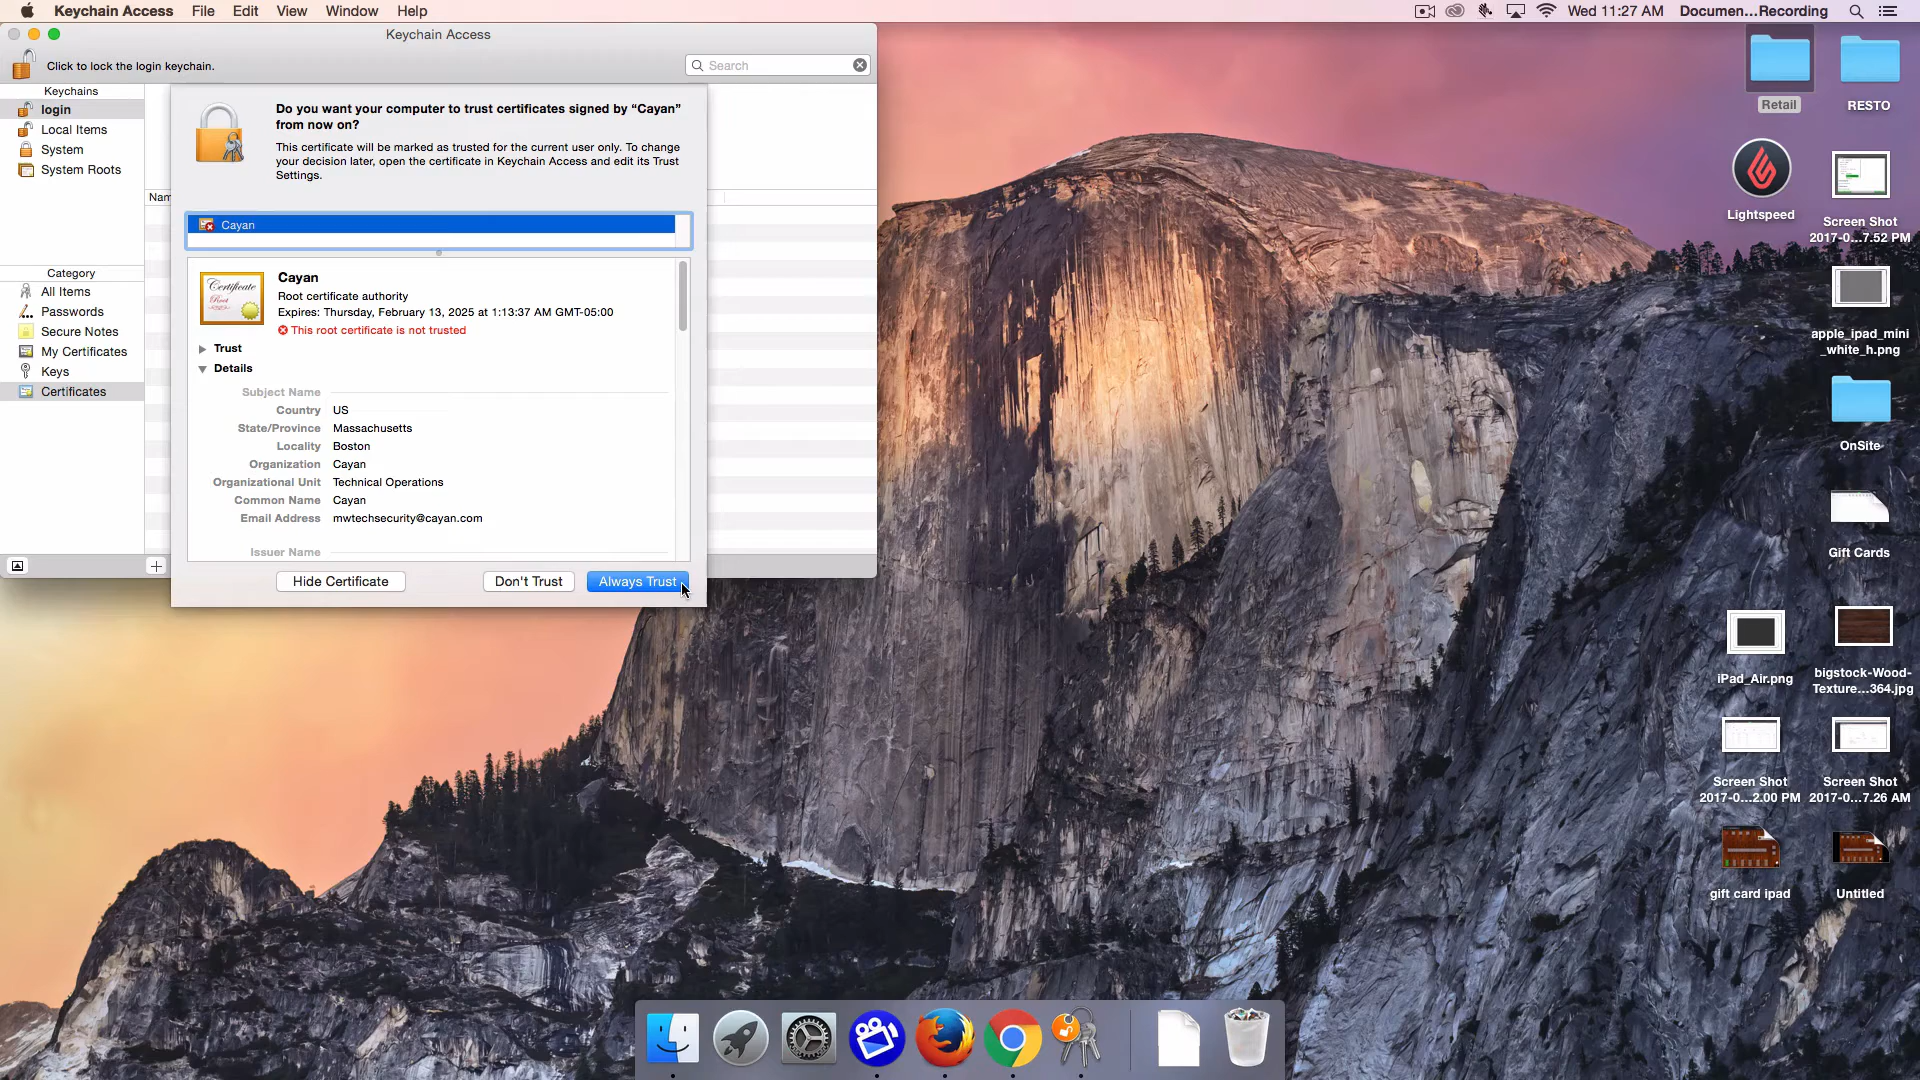 Keychain Access File Edit View Window Help
Wed 11:27 AM Documen...Recording
Keychain Access
Click to lock the login keychain.
Search
Keychains
login
Local Items
System
System Roots
Category
All Items
Passwords
Secure Notes
My Certificates
Keys
Certificates
Nam
Do you want your computer to trust certificates signed by “Cayan”
from now on?
This certificate will be marked as trusted for the current user only. To change
your decision later, open the certificate in Keychain Access and edit its Trust
Settings.
Cayan
Certificate
Root
Cayan
Root certificate authority
Expires: Thursday, February 13, 2025 at 1:13:37 AM GMT-05:00
This root certificate is not trusted
Trust
Details
Subject Name
Country US
State/Province Massachusetts
Locality Boston
Organization Cayan
Organizational Unit Technical Operations
Common Name Cayan
Email Address mwtechsecurity@cayan.com
Issuer Name
Hide Certificate Don't Trust Always Trust
Retail RESTO
Lightspeed
Screen Shot
2017-0...7.52 PM
apple_ipad_mini
_white_h.png
OnSite
Gift Cards
iPad_Air.png
bigstock-Wood-
Texture...364.jpg
Screen Shot
2017-0...2.00 PM
Screen Shot
2017-0...7.26 AM
gift card ipad Untitled